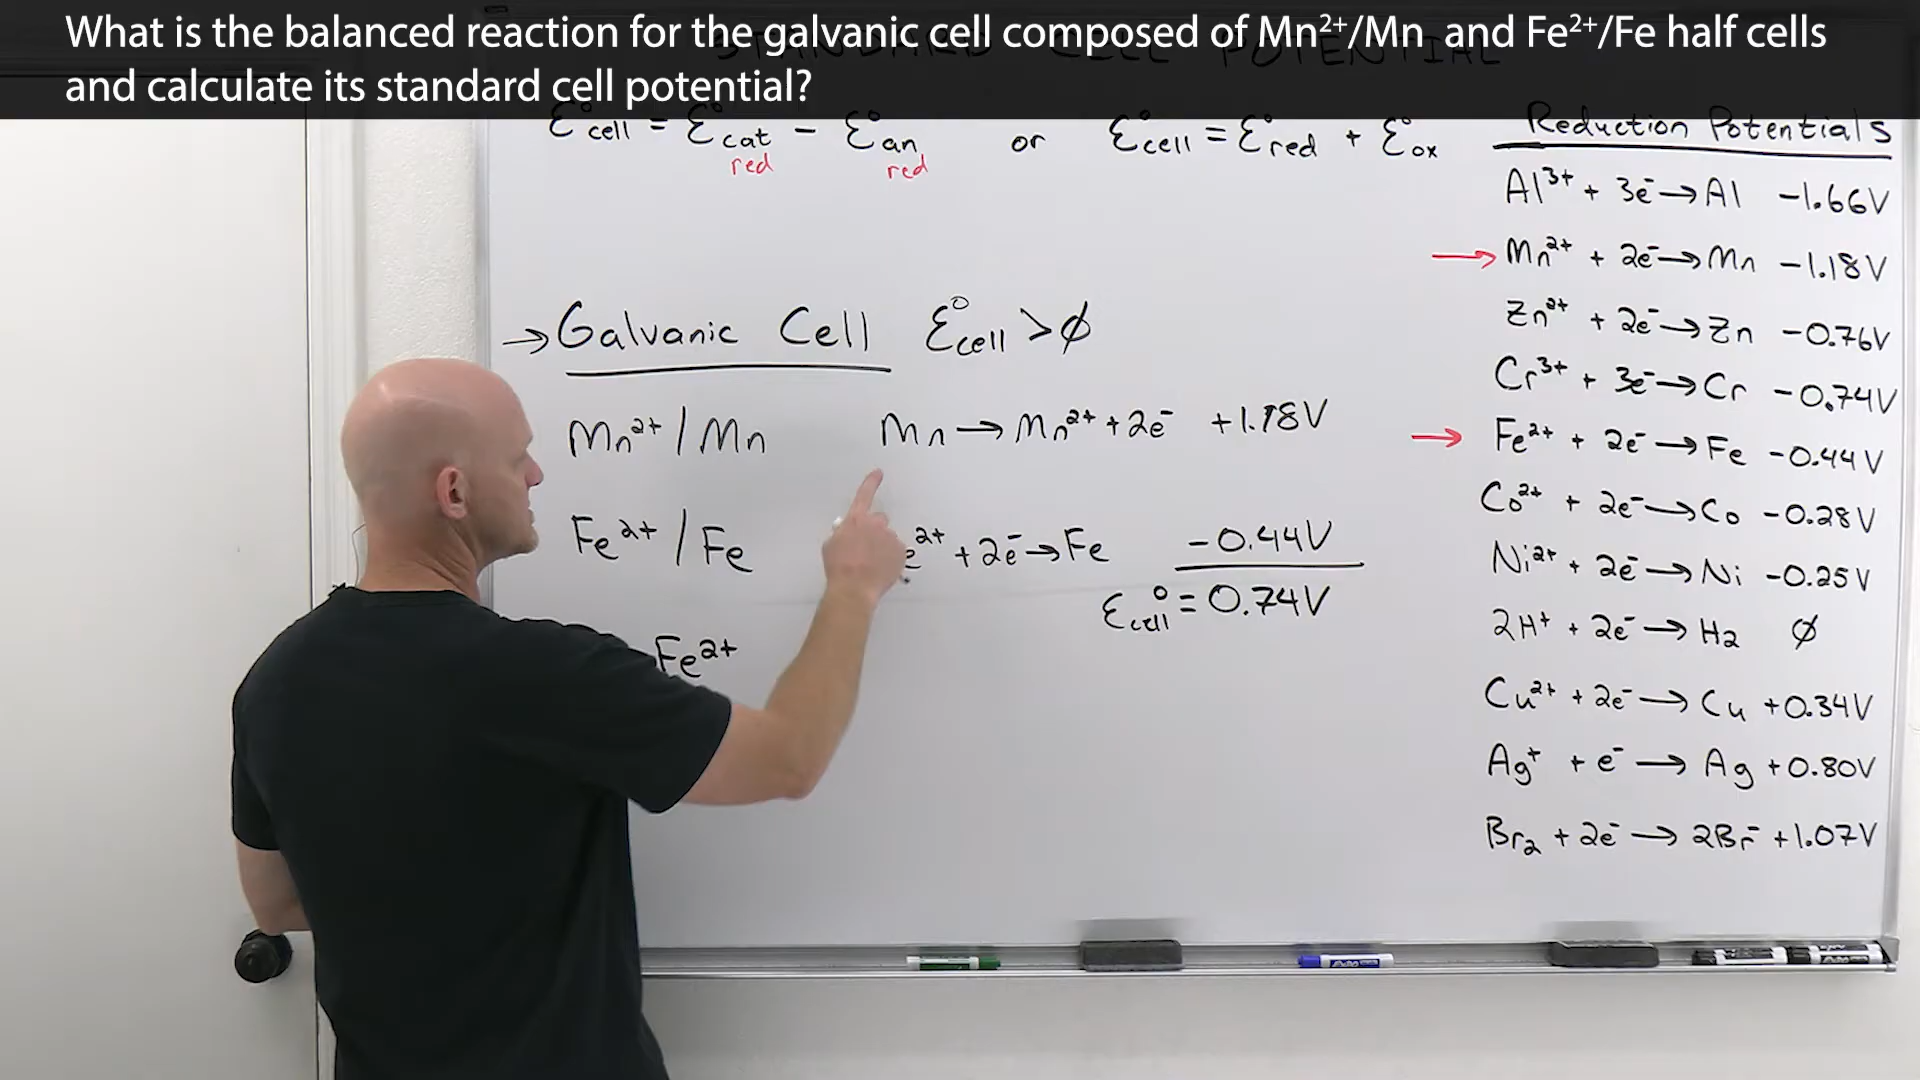 What is the balanced reaction for the galvanic cell composed of Mn²⁺/Mn and Fe²⁺/Fe half cells
and calculate its standard cell potential?
STANDARD CELL POTENTIAL
Ɛ°cell = Ɛ°cat - Ɛ°an or Ɛ°cell = Ɛ°red + Ɛ°ox
red red
Reduction Potentials
Al³⁺ + 3e⁻ → Al -1.66V
→ Mn²⁺ + 2e⁻ → Mn -1.18V
Zn²⁺ + 2e⁻ → Zn -0.76V
Cr³⁺ + 3e⁻ → Cr -0.74V
→ Fe²⁺ + 2e⁻ → Fe -0.44V
Co²⁺ + 2e⁻ → Co -0.28V
Ni²⁺ + 2e⁻ → Ni -0.25V
2H⁺ + 2e⁻ → H₂ ∅
Cu²⁺ + 2e⁻ → Cu +0.34V
Ag⁺ + e⁻ → Ag +0.80V
Br₂ + 2e⁻ → 2Br⁻ +1.07V
→ Galvanic Cell Ɛ°cell > ∅
Mn²⁺/Mn Mn → Mn²⁺ + 2e⁻ +1.18V
Fe²⁺/Fe e²⁺ + 2e⁻ → Fe -0.44V
Ɛ°cell = 0.74V
Fe²⁺